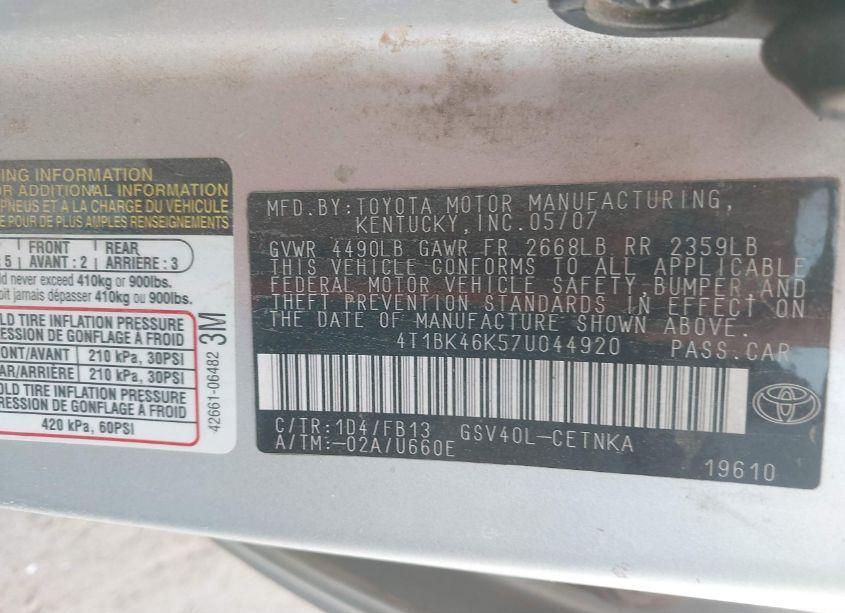 ING INFORMATION
OR ADDITIONAL INFORMATION
PNEUS ET À LA CHARGE DU VÉHICULE
E POUR DE PLUS AMPLES RENSEIGNEMENTS
: 5 FRONT AVANT : 2 REAR ARRIÈRE : 3
ld never exceed 410kg or 900lbs.
oit jamais dépasser 410kg ou 900lbs.
LD TIRE INFLATION PRESSURE
ESSION DE GONFLAGE À FROID
ONT/AVANT 210 kPa, 30PSI
AR/ARRIÈRE 210 kPa, 30PSI
OLD TIRE INFLATION PRESSURE
RESSION DE GONFLAGE À FROID
420 kPa, 60PSI
42661-06482 3M
MFD.BY:TOYOTA MOTOR MANUFACTURING,
KENTUCKY, INC. 05/07
GVWR 4490LB GAWR FR 2668LB RR 2359LB
THIS VEHICLE CONFORMS TO ALL APPLICABLE
FEDERAL MOTOR VEHICLE SAFETY, BUMPER, AND
THEFT PREVENTION STANDARDS IN EFFECT ON
THE DATE OF MANUFACTURE SHOWN ABOVE.
4T1BK46K57U044920 PASS.CAR
C/TR:1D4/FB13 GSV40L-CETNKA
A/TM:-02A/U660E
19610